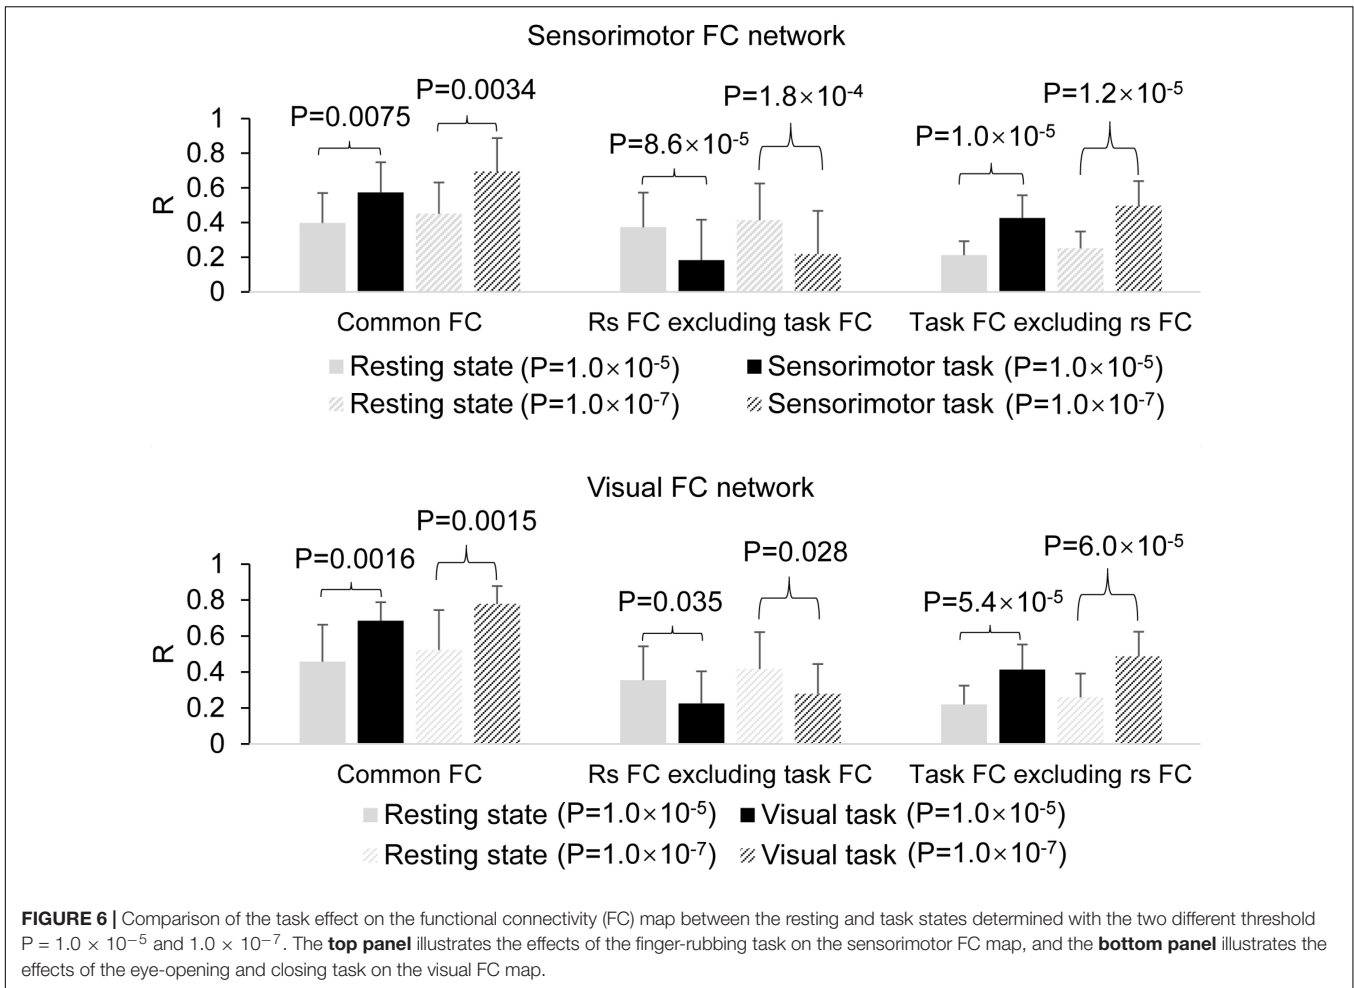 Sensorimotor FC network
P=0.0075
P=0.0034
P=8.6×10⁻⁵
P=1.8×10⁻⁴
P=1.0×10⁻⁵
P=1.2×10⁻⁵
1
0.8
0.6
0.4
0.2
0
R
Common FC
Rs FC excluding task FC
Task FC excluding rs FC
Resting state (P=1.0×10⁻⁵)
Sensorimotor task (P=1.0×10⁻⁵)
Resting state (P=1.0×10⁻⁷)
Sensorimotor task (P=1.0×10⁻⁷)
Visual FC network
P=0.0016
P=0.0015
P=0.035
P=0.028
P=5.4×10⁻⁵
P=6.0×10⁻⁵
1
0.8
0.6
0.4
0.2
0
R
Common FC
Rs FC excluding task FC
Task FC excluding rs FC
Resting state (P=1.0×10⁻⁵)
Visual task (P=1.0×10⁻⁵)
Resting state (P=1.0×10⁻⁷)
Visual task (P=1.0×10⁻⁷)
FIGURE 6 | Comparison of the task effect on the functional connectivity (FC) map between the resting and task states determined with the two different threshold
P = 1.0 × 10⁻⁵ and 1.0 × 10⁻⁷. The top panel illustrates the effects of the finger-rubbing task on the sensorimotor FC map, and the bottom panel illustrates the
effects of the eye-opening and closing task on the visual FC map.